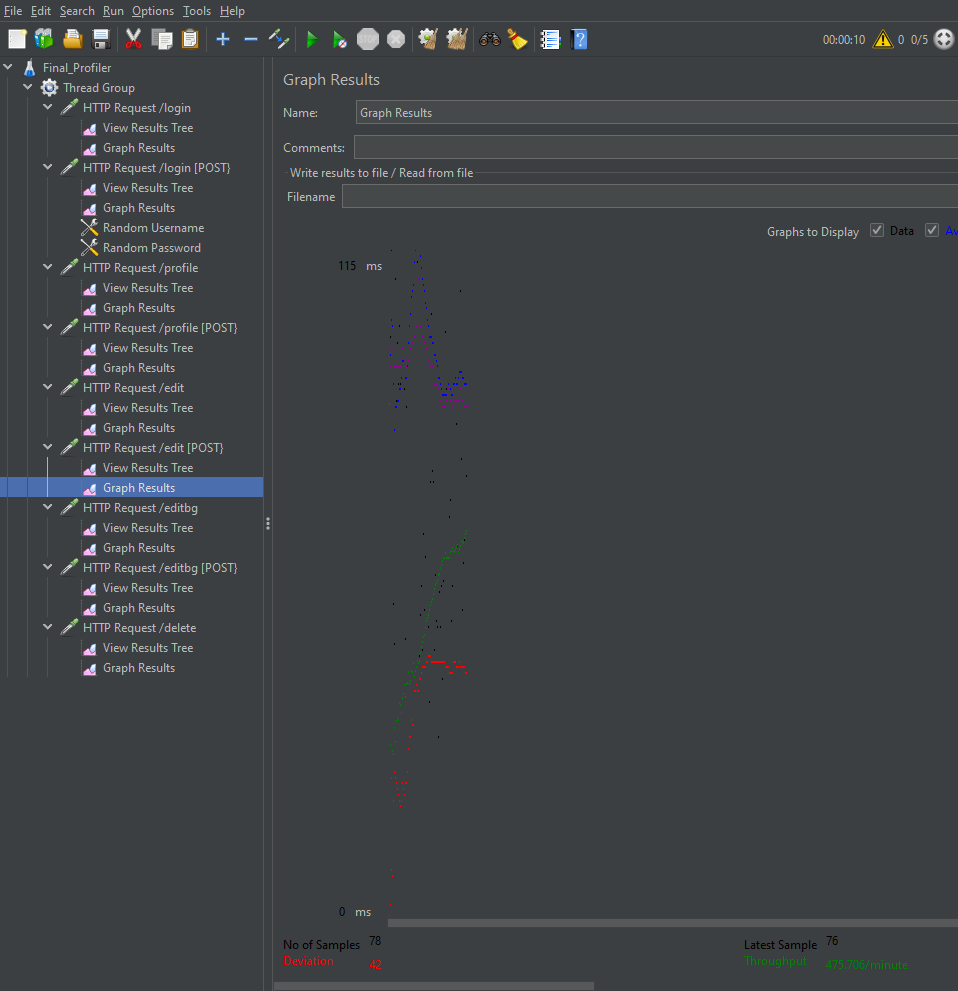 File Edit Search Run Options Tools Help
00:00:10 0 0/5
Final_Profiler
Thread Group
HTTP Request /login
View Results Tree
Graph Results
HTTP Request /login [POST}
View Results Tree
Graph Results
Random Username
Random Password
HTTP Request /profile
View Results Tree
Graph Results
HTTP Request /profile [POST}
View Results Tree
Graph Results
HTTP Request /edit
View Results Tree
Graph Results
HTTP Request /edit [POST}
View Results Tree
Graph Results
HTTP Request /editbg
View Results Tree
Graph Results
HTTP Request /editbg [POST}
View Results Tree
Graph Results
HTTP Request /delete
View Results Tree
Graph Results
Graph Results
Name: Graph Results
Comments:
Write results to file / Read from file
Filename
Graphs to Display Data Av
115 ms
0 ms
No of Samples 78
Latest Sample 76
Deviation 42
Throughput 475.706/minute